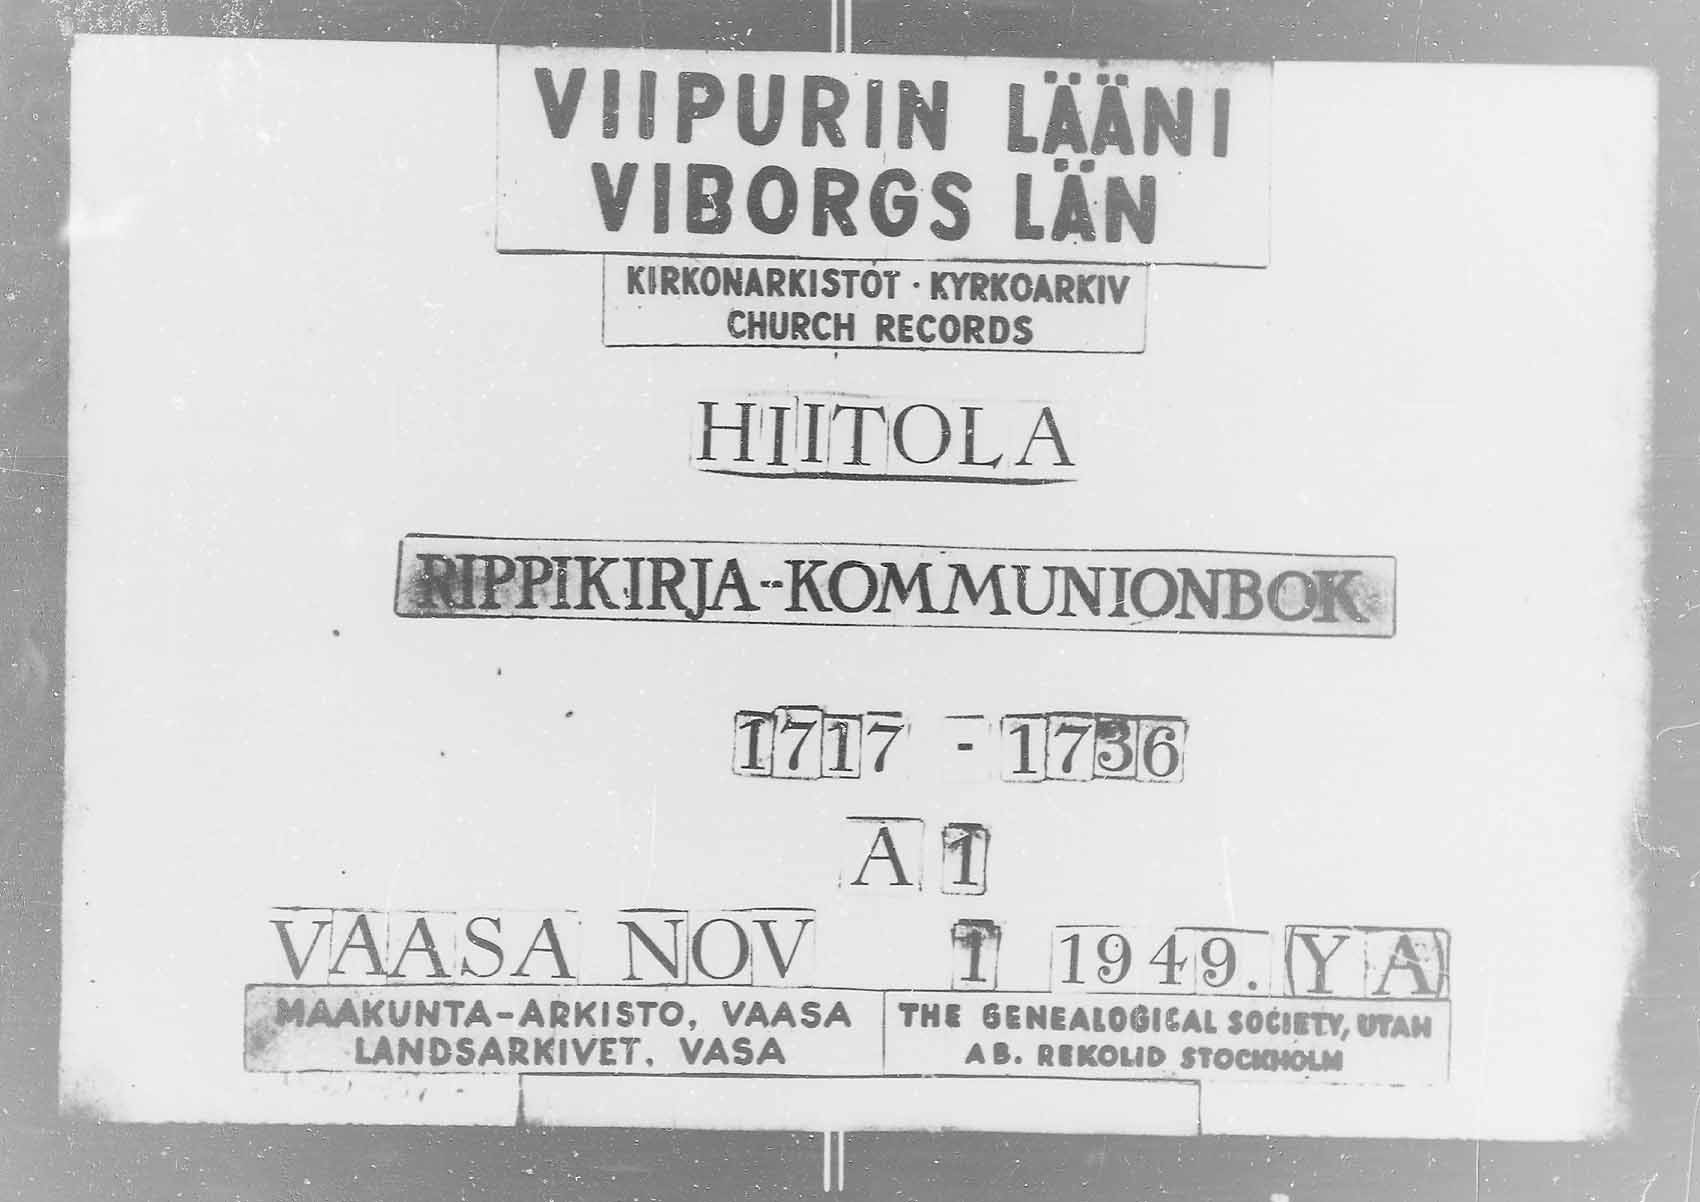 VIIPURIN LÄÄNI
VIBORGS LÄN
KIRKONARKISTOT · KYRKOARKIV
CHURCH RECORDS
HIITOLA
RIPPIKIRJA--KOMMUNIONBOK
1717 - 1736
A 1
VAASA NOV 1 1949. (YA)
MAAKUNTA-ARKISTO, VAASA
LANDSARKIVET, VASA
THE GENEALOGICAL SOCIETY, UTAH
AB. REKOLID STOCKHOLM